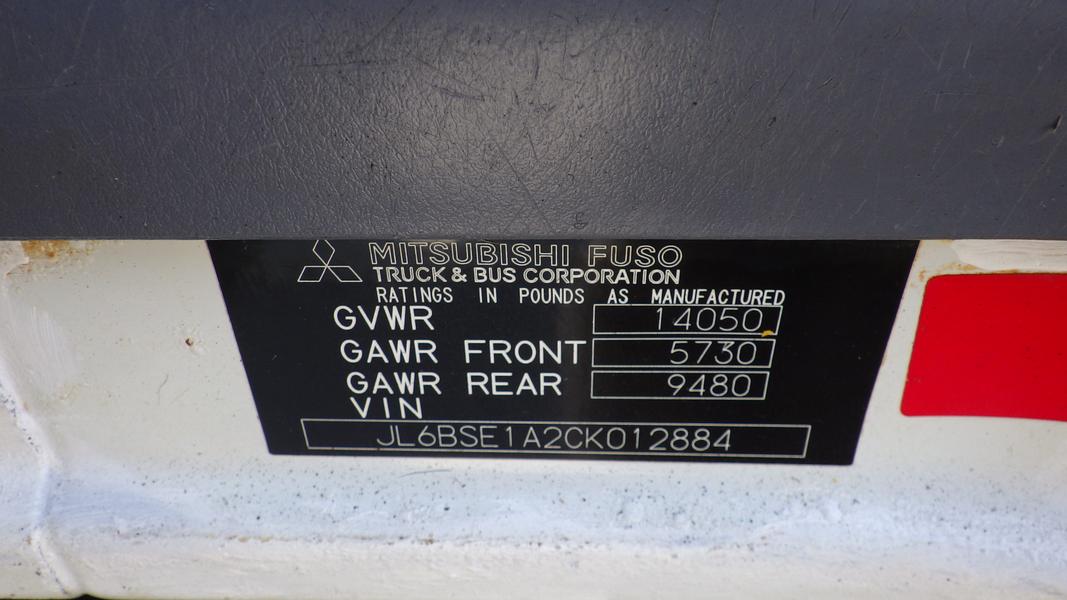 MITSUBISHI FUSO
TRUCK & BUS CORPORATION
RATINGS IN POUNDS AS MANUFACTURED
GVWR 14050
GAWR FRONT 5730
GAWR REAR 9480
VIN
JL6BSE1A2CK012884